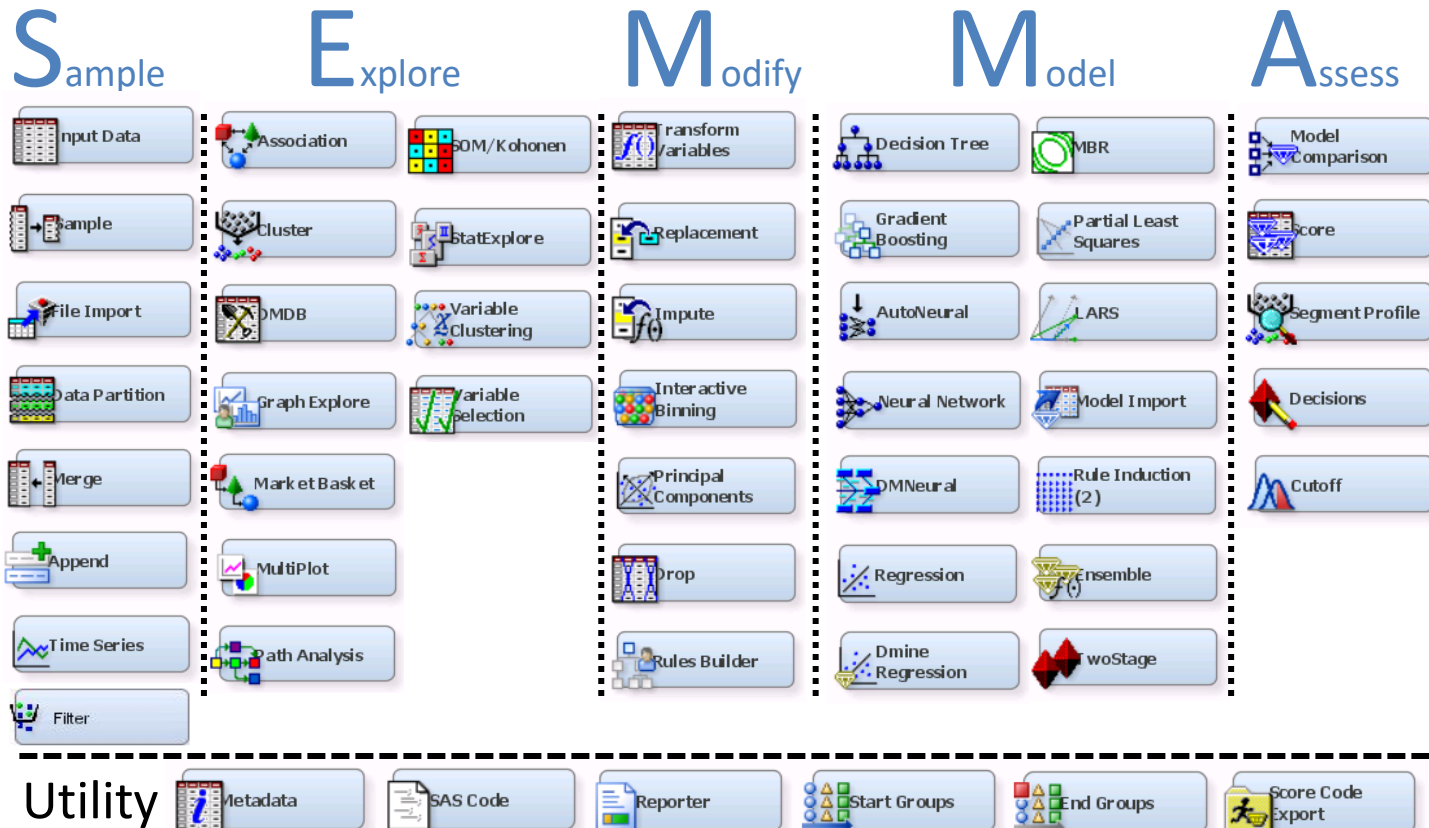 Sample
Explore
Modify
Model
Assess
Input Data
Sample
File Import
Data Partition
Merge
Append
Time Series
Filter
Association
Cluster
DMDB
Graph Explore
Market Basket
MultiPlot
Path Analysis
SOM/Kohonen
StatExplore
Variable
Clustering
Variable
Selection
Transform
Variables
Replacement
Impute
Interactive
Binning
Principal
Components
Drop
Rules Builder
Decision Tree
Gradient
Boosting
AutoNeural
Neural Network
DMNeural
Regression
Dmine
Regression
MBR
Partial Least
Squares
LARS
Model Import
Rule Induction
(2)
Ensemble
TwoStage
Model
Comparison
Score
Segment Profile
Decisions
Cutoff
Utility
Metadata
SAS Code
Reporter
Start Groups
End Groups
Score Code
Export